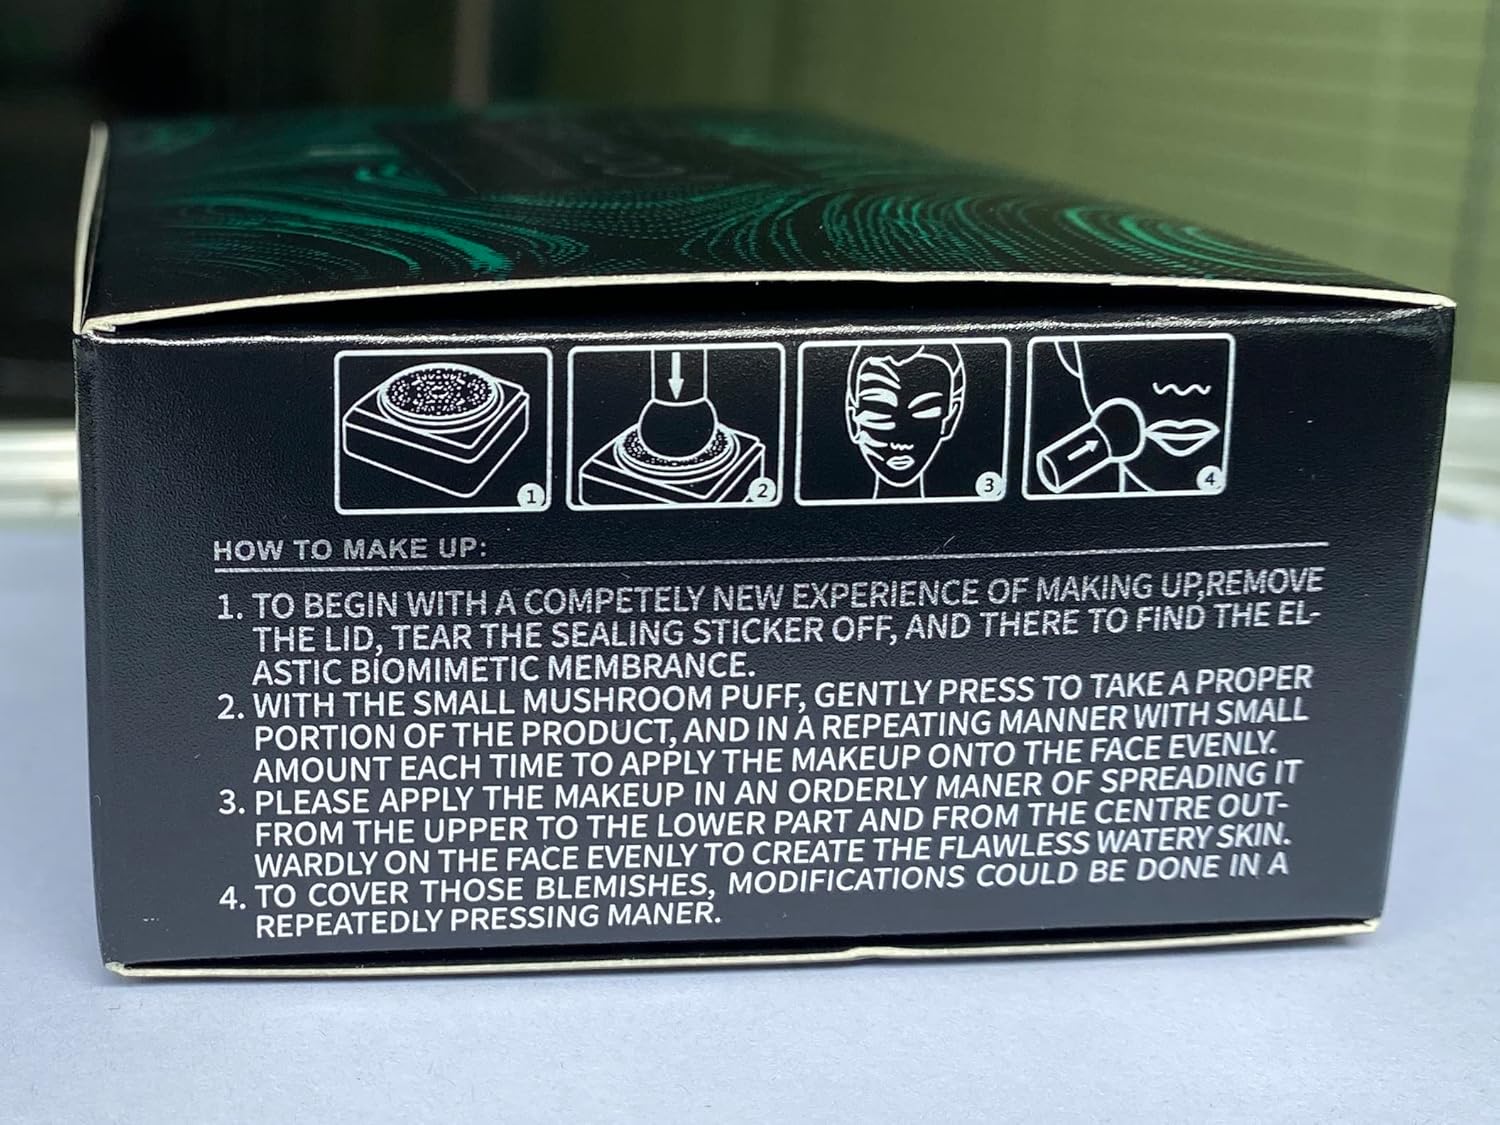 1
2
3
4
HOW TO MAKE UP:
1. TO BEGIN WITH A COMPETELY NEW EXPERIENCE OF MAKING UP,REMOVE
THE LID, TEAR THE SEALING STICKER OFF, AND THERE TO FIND THE EL-
ASTIC BIOMIMETIC MEMBRANCE.
2. WITH THE SMALL MUSHROOM PUFF, GENTLY PRESS TO TAKE A PROPER
PORTION OF THE PRODUCT, AND IN A REPEATING MANNER WITH SMALL
AMOUNT EACH TIME TO APPLY THE MAKEUP ONTO THE FACE EVENLY.
3. PLEASE APPLY THE MAKEUP IN AN ORDERLY MANER OF SPREADING IT
FROM THE UPPER TO THE LOWER PART AND FROM THE CENTRE OUT-
WARDLY ON THE FACE EVENLY TO CREATE THE FLAWLESS WATERY SKIN.
4. TO COVER THOSE BLEMISHES, MODIFICATIONS COULD BE DONE IN A
REPEATEDLY PRESSING MANER.